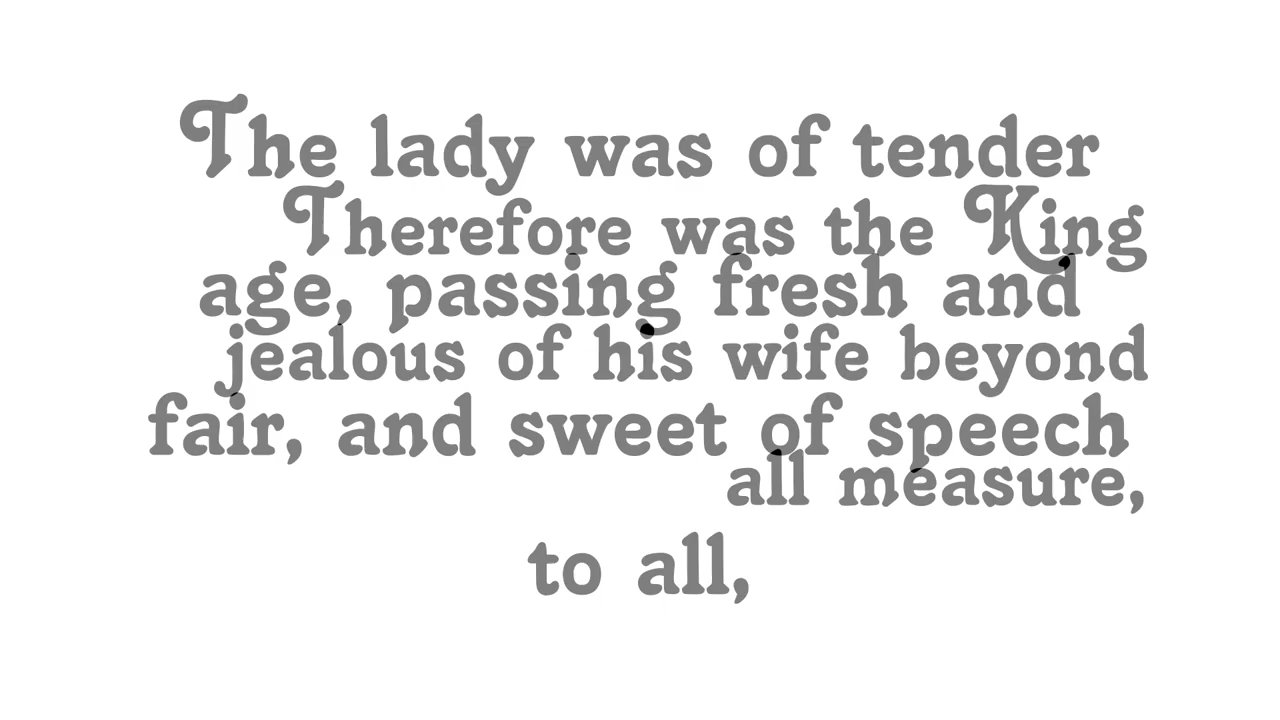 The lady was of tender
age, passing fresh and
fair, and sweet of speech
to all,
Therefore was the King
jealous of his wife beyond
all measure,